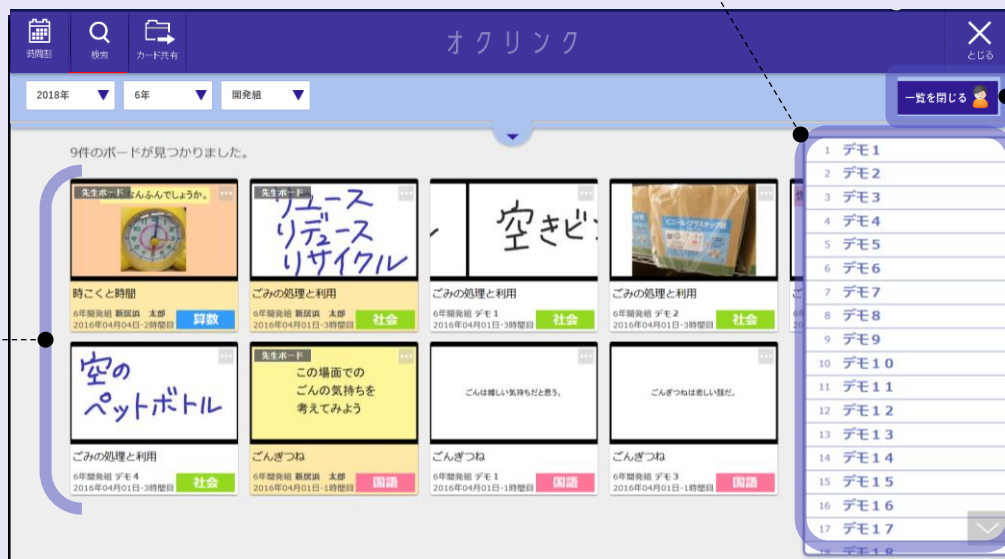 オクリンク
時間割
検索
カード共有
とじる
2018年
6年
開発組
一覧を閉じる
9件のボードが見つかりました。
先生ボード
なんふんでしょうか。
時こくと時間
6年開発組 新居浜 太郎
2016年04月04日-2時間目
算数
先生ボード
リユース
リデュース
リサイクル
ごみの処理と利用
6年開発組 新居浜 太郎
2016年04月01日-3時間目
社会
空きビ
ごみの処理と利用
6年開発組 デモ1
2016年04月01日-3時間目
社会
ごみの処理と利用
6年開発組 デモ2
2016年04月01日-3時間目
社会
空の
ペットボトル
ごみの処理と利用
6年開発組 デモ4
2016年04月01日-3時間目
社会
先生ボード
この場面での
ごんの気持ちを
考えてみよう
ごんぎつね
6年開発組 新居浜 太郎
2016年04月01日-1時間目
国語
ごんは嬉しい気持ちだと思う。
ごんぎつね
6年開発組 デモ1
2016年04月01日-1時間目
国語
ごんぎつねは悲しい話だ。
ごんぎつね
6年開発組 デモ3
2016年04月01日-1時間目
国語
1 デモ1
2 デモ2
3 デモ3
4 デモ4
5 デモ5
6 デモ6
7 デモ7
8 デモ8
9 デモ9
10 デモ10
11 デモ11
12 デモ12
13 デモ13
14 デモ14
15 デモ15
16 デモ16
17 デモ17
18 デモ18